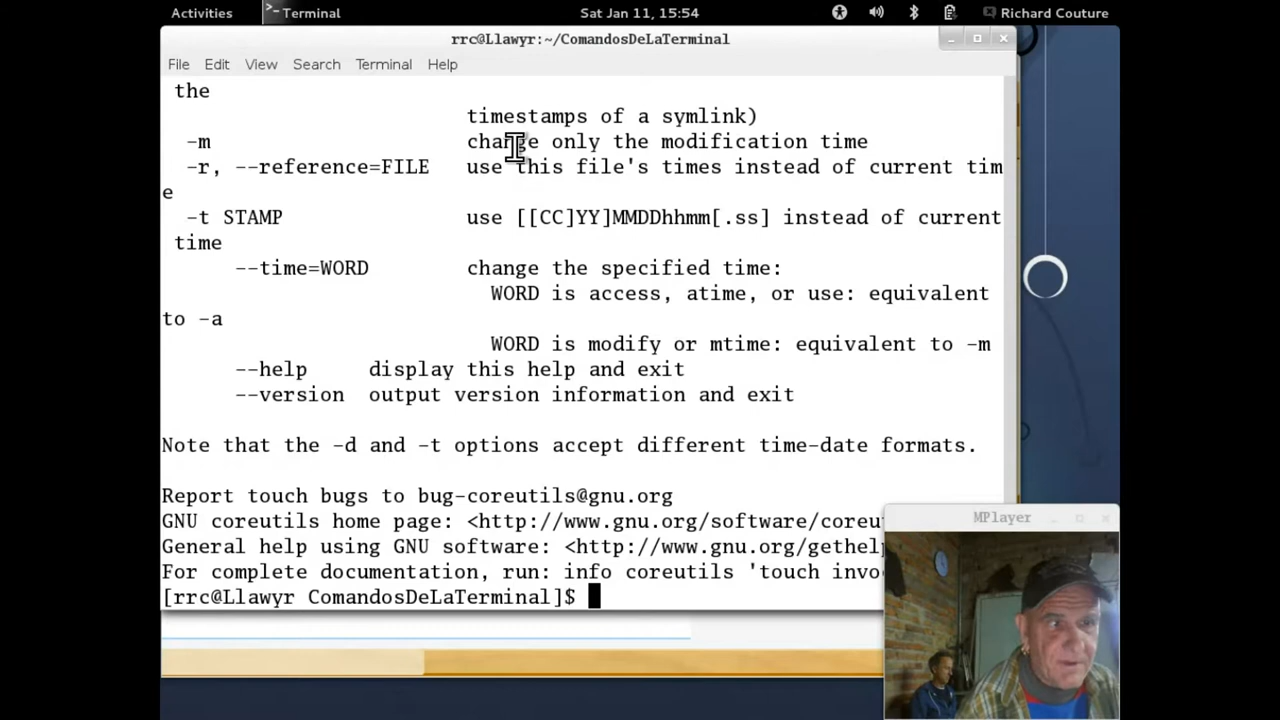 Activities
Terminal
Sat Jan 11, 15:54
Richard Couture
rrc@Llawyr:~/ComandosDeLaTerminal
File Edit View Search Terminal Help
the
timestamps of a symlink)
-m change only the modification time
-r, --reference=FILE use this file's times instead of current tim
e
-t STAMP use [[CC]YY]MMDDhhmm[.ss] instead of current
time
--time=WORD change the specified time:
WORD is access, atime, or use: equivalent
to -a
WORD is modify or mtime: equivalent to -m
--help display this help and exit
--version output version information and exit
Note that the -d and -t options accept different time-date formats.
Report touch bugs to bug-coreutils@gnu.org
GNU coreutils home page: <http://www.gnu.org/software/coreu
General help using GNU software: <http://www.gnu.org/gethelp
For complete documentation, run: info coreutils 'touch invo
[rrc@Llawyr ComandosDeLaTerminal]$
MPlayer